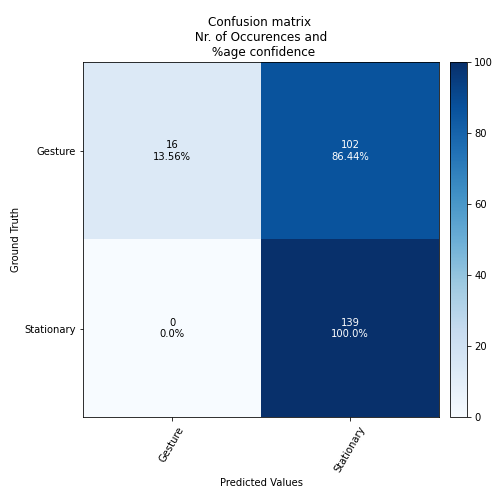 Confusion matrix
Nr. of Occurences and
%age confidence
Gesture
16
13.56%
102
86.44%
Stationary
0
0.0%
139
100.0%
Ground Truth
Gesture
Stationary
Predicted Values
100
80
60
40
20
0